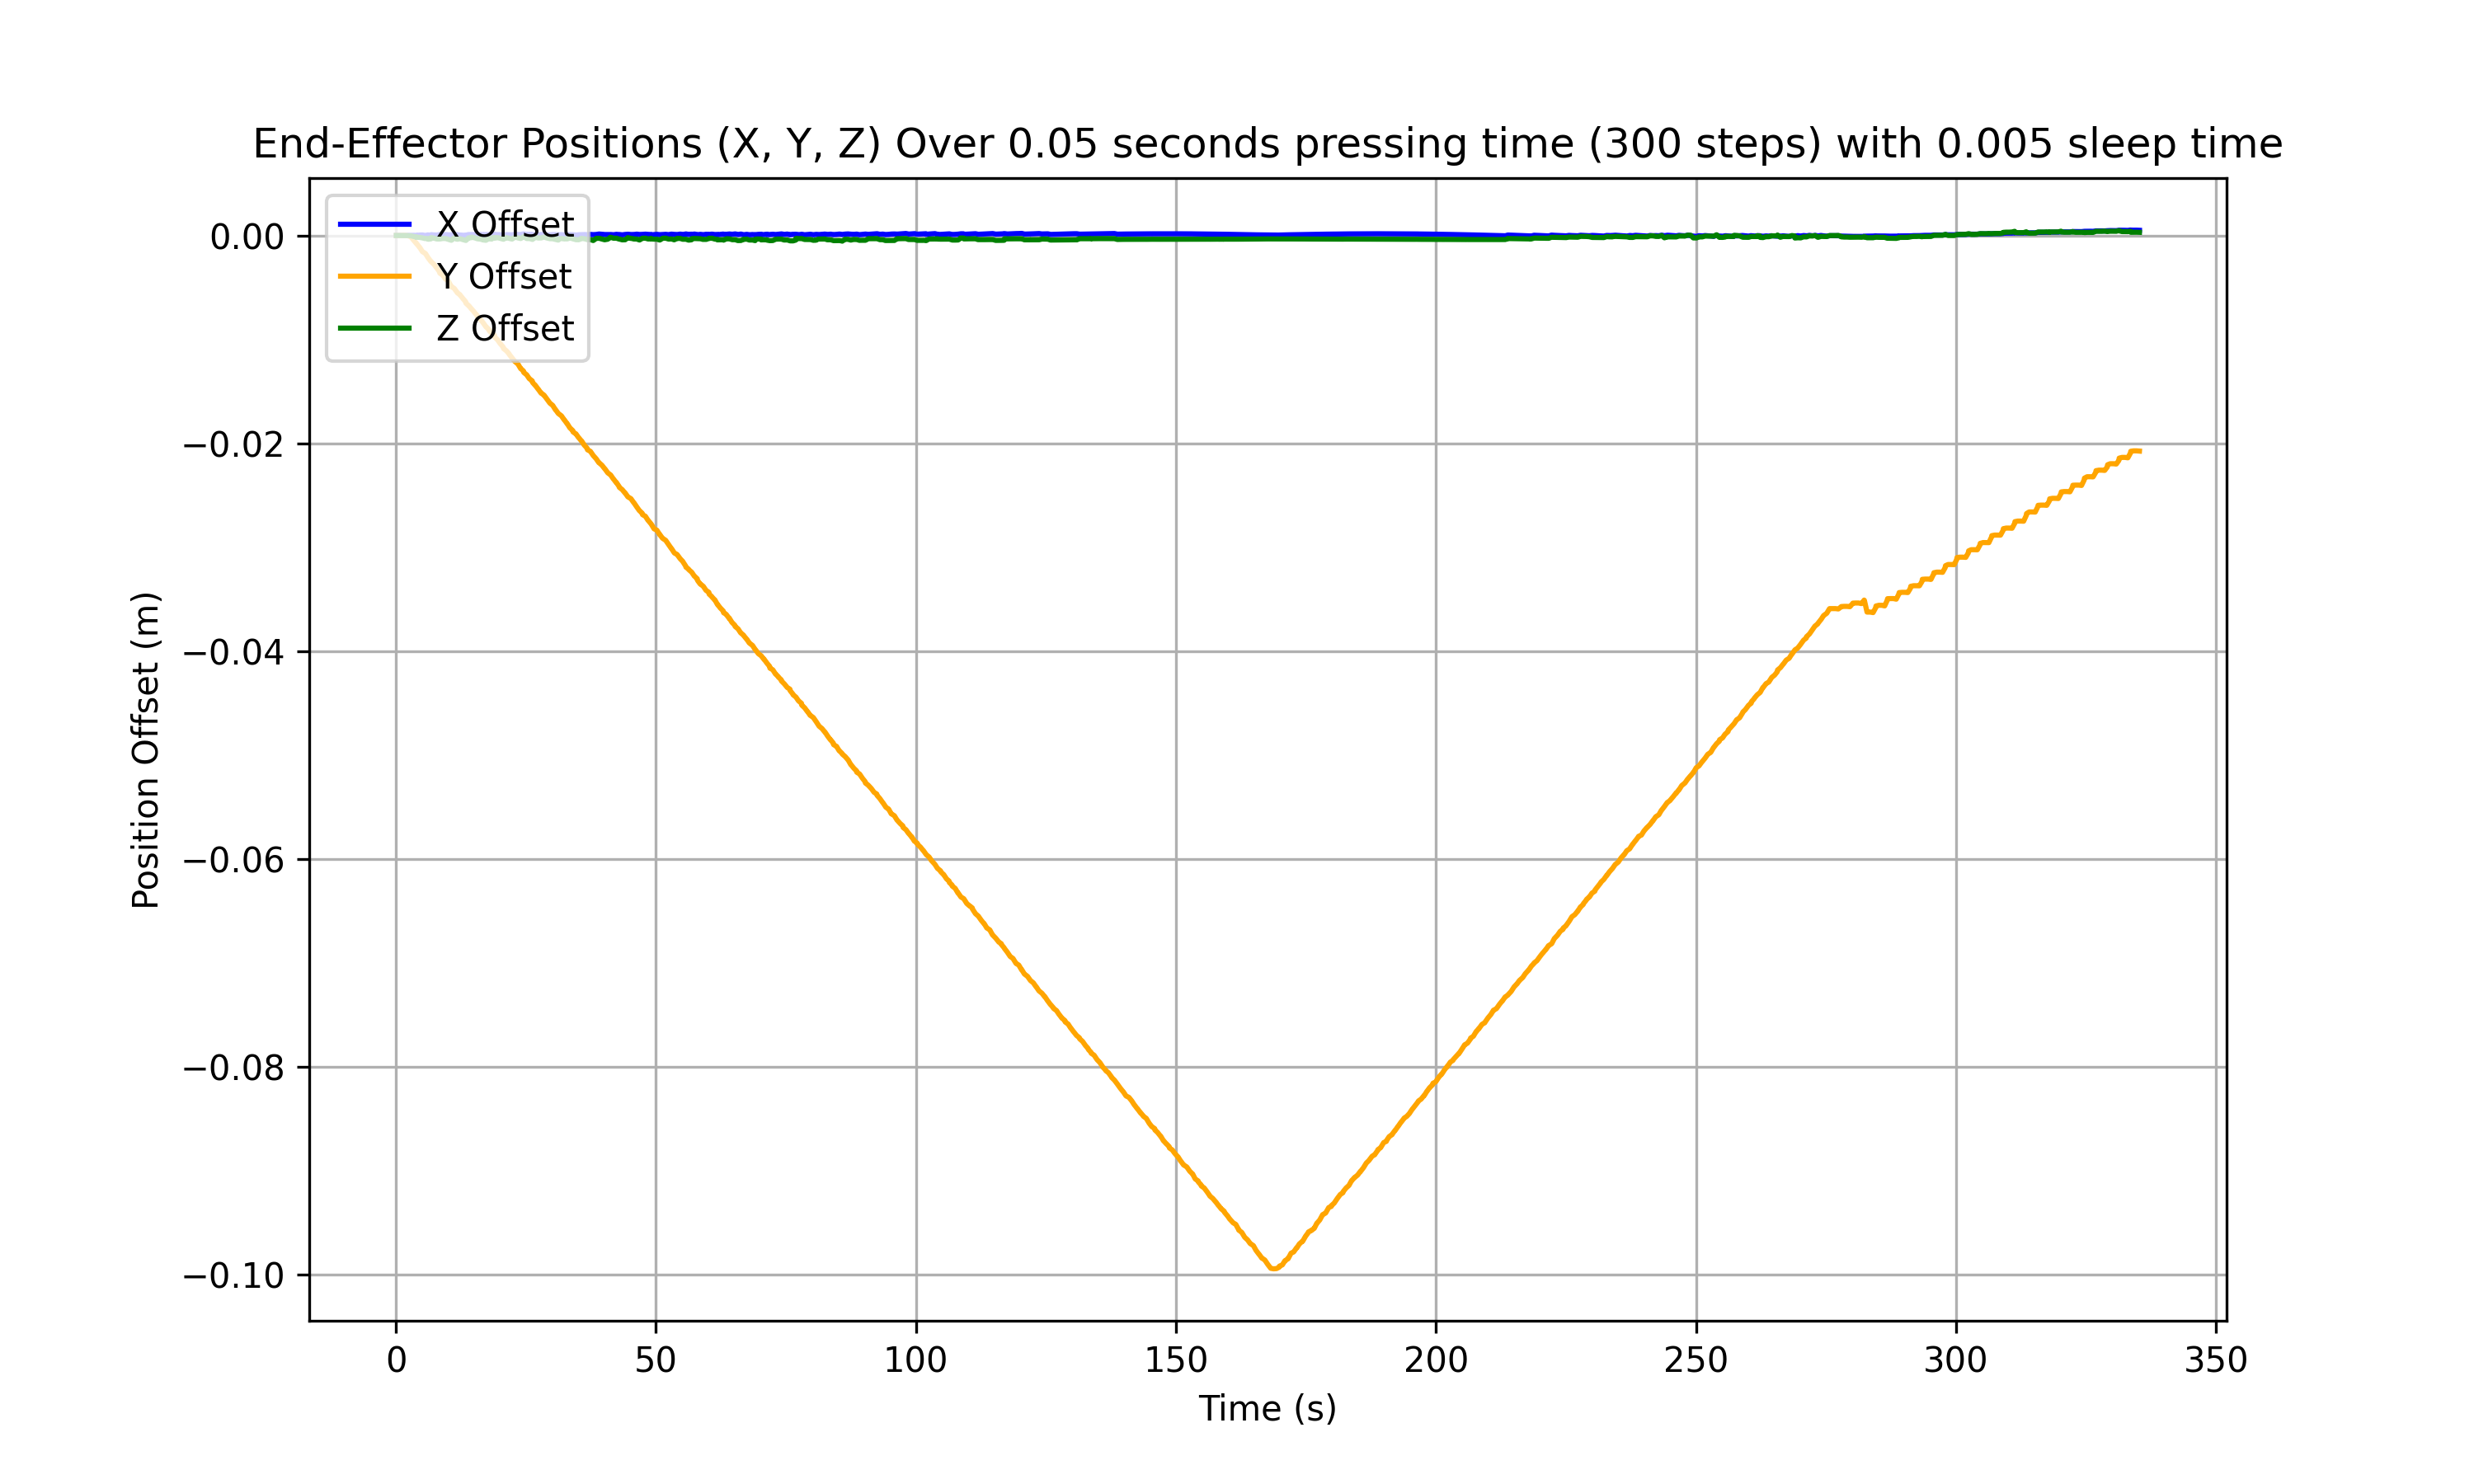 End-Effector Positions (X, Y, Z) Over 0.05 seconds pressing time (300 steps) with 0.005 sleep time
X Offset
Y Offset
Z Offset
0.00
−0.02
−0.04
−0.06
−0.08
−0.10
Position Offset (m)
0 50 100 150 200 250 300 350
Time (s)